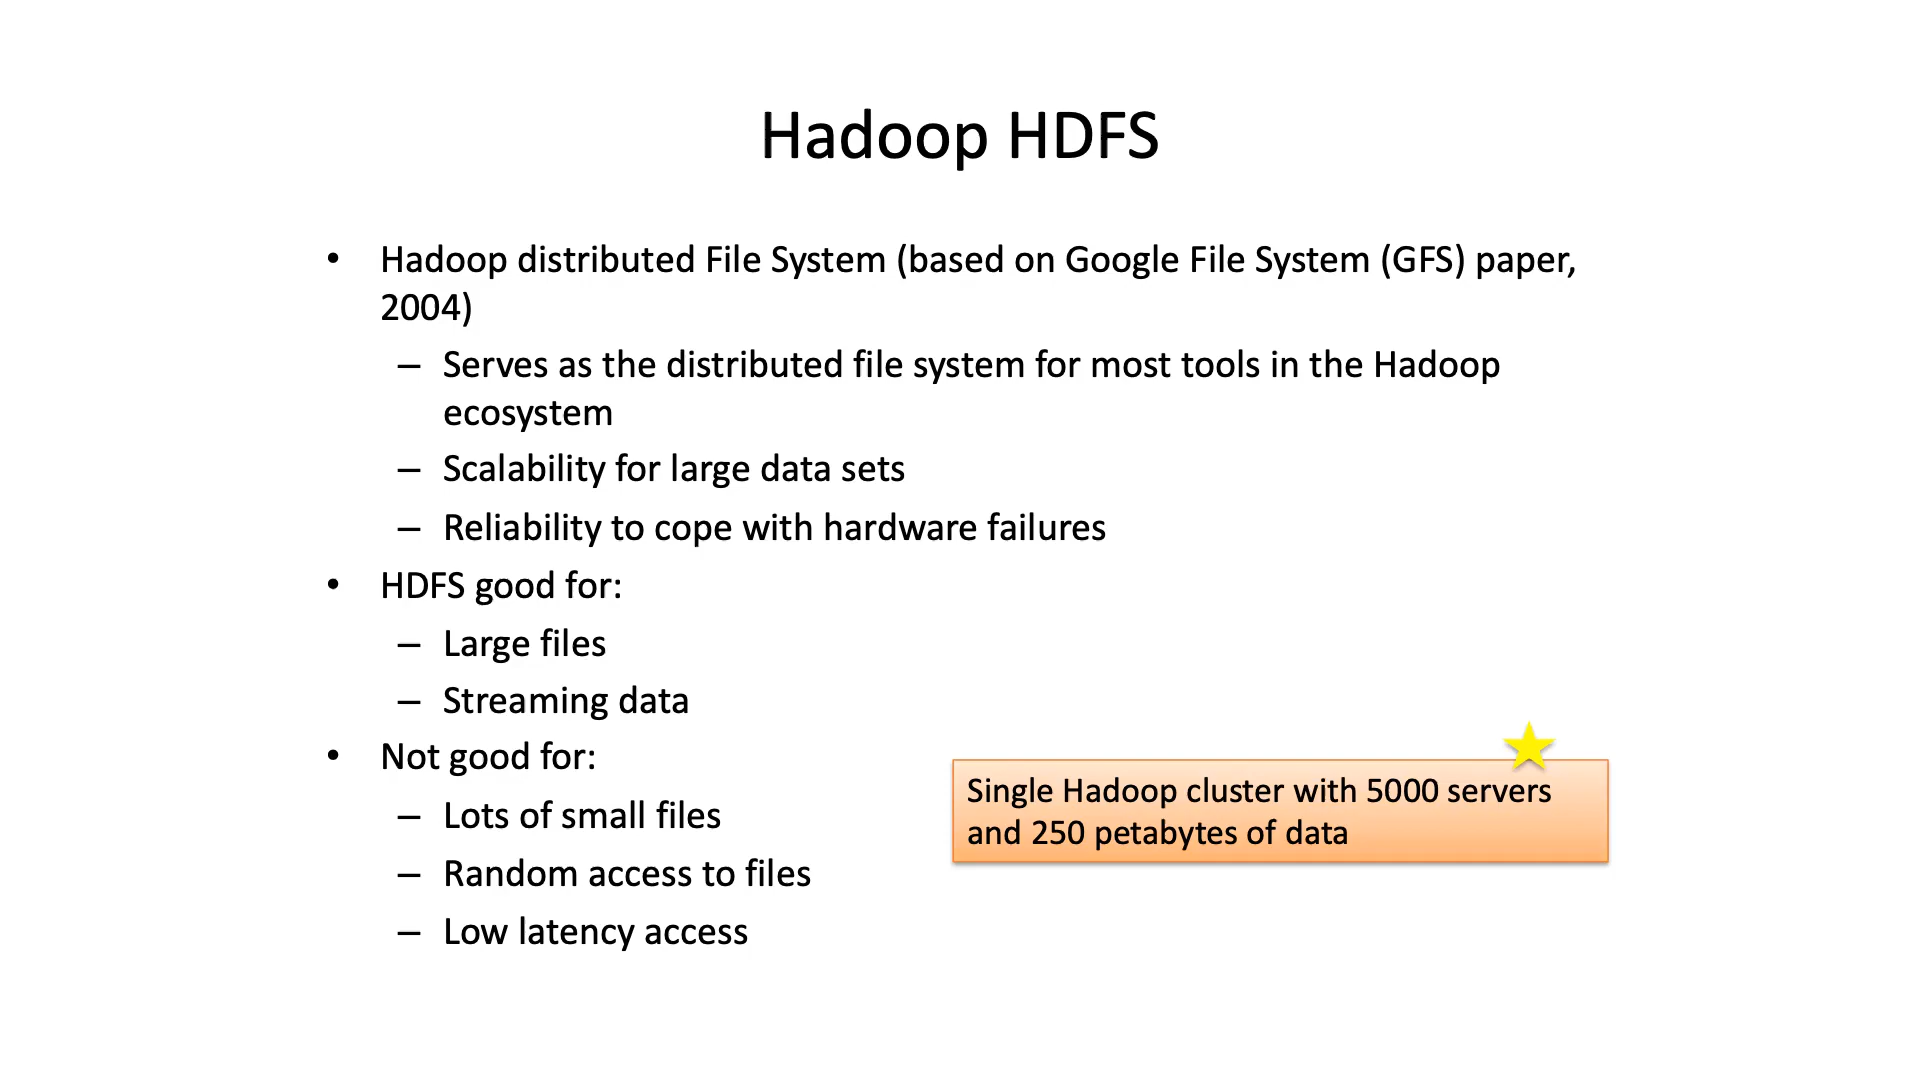 Hadoop HDFS
• Hadoop distributed File System (based on Google File System (GFS) paper,
2004)
– Serves as the distributed file system for most tools in the Hadoop
ecosystem
– Scalability for large data sets
– Reliability to cope with hardware failures
• HDFS good for:
– Large files
– Streaming data
• Not good for:
– Lots of small files
– Random access to files
– Low latency access
Single Hadoop cluster with 5000 servers
and 250 petabytes of data